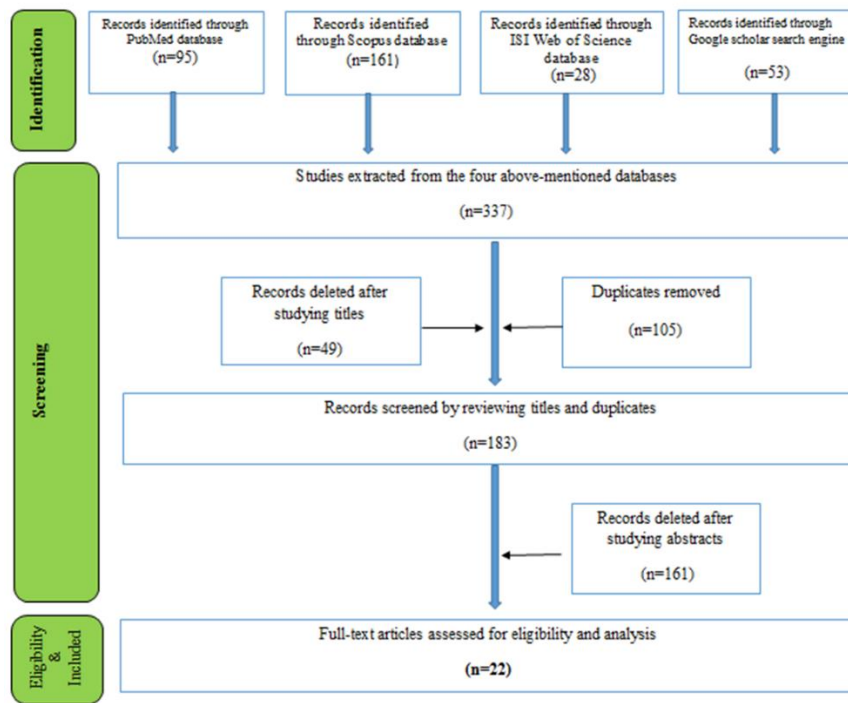 Identification
Records identified through
PubMed database
(n=95)
Records identified
through Scopus database
(n=161)
Records identified through
ISI Web of Science
database
(n=28)
Records identified through
Google scholar search engine
(n=53)
Screening
Studies extracted from the four above-mentioned databases
(n=337)
Records deleted after
studying titles
(n=49)
Duplicates removed
(n=105)
Records screened by reviewing titles and duplicates
(n=183)
Records deleted after
studying abstracts
(n=161)
Eligibility
&
Included
Full-text articles assessed for eligibility and analysis
(n=22)